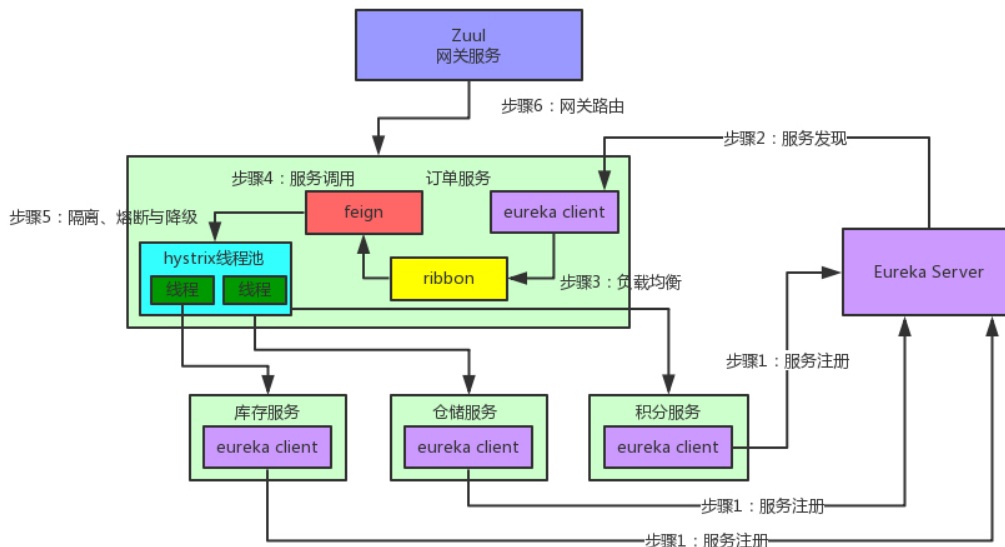 Zuul
网关服务
步骤6：网关路由
步骤2：服务发现
步骤4：服务调用
订单服务
feign
eureka client
步骤5：隔离、熔断与降级
hystrix线程池
线程
线程
ribbon
步骤3：负载均衡
Eureka Server
步骤1：服务注册
库存服务
仓储服务
积分服务
eureka client
eureka client
eureka client
步骤1：服务注册
步骤1：服务注册